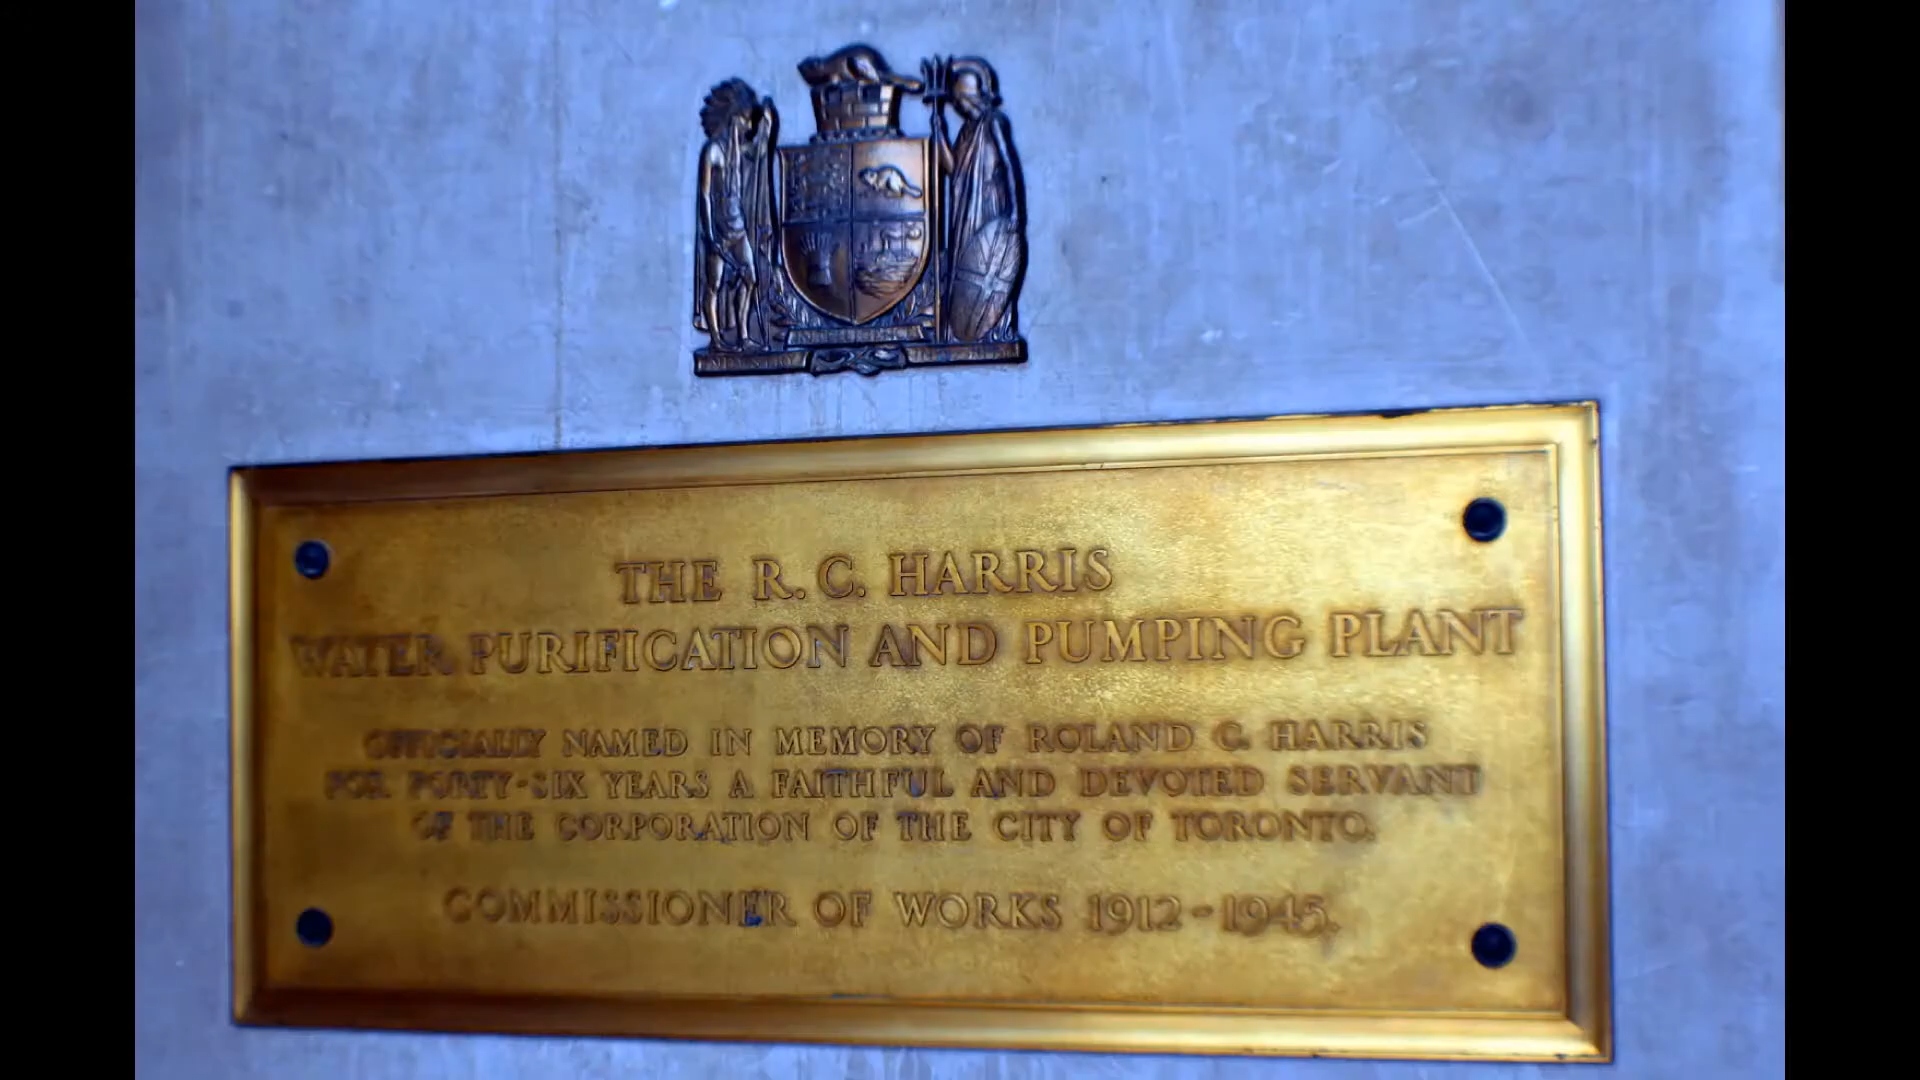 THE R. C. HARRIS
WATER PURIFICATION AND PUMPING PLANT
OFFICIALLY NAMED IN MEMORY OF ROLAND C. HARRIS
FOR FORTY-SIX YEARS A FAITHFUL AND DEVOTED SERVANT
OF THE CORPORATION OF THE CITY OF TORONTO.
COMMISSIONER OF WORKS 1912-1945.